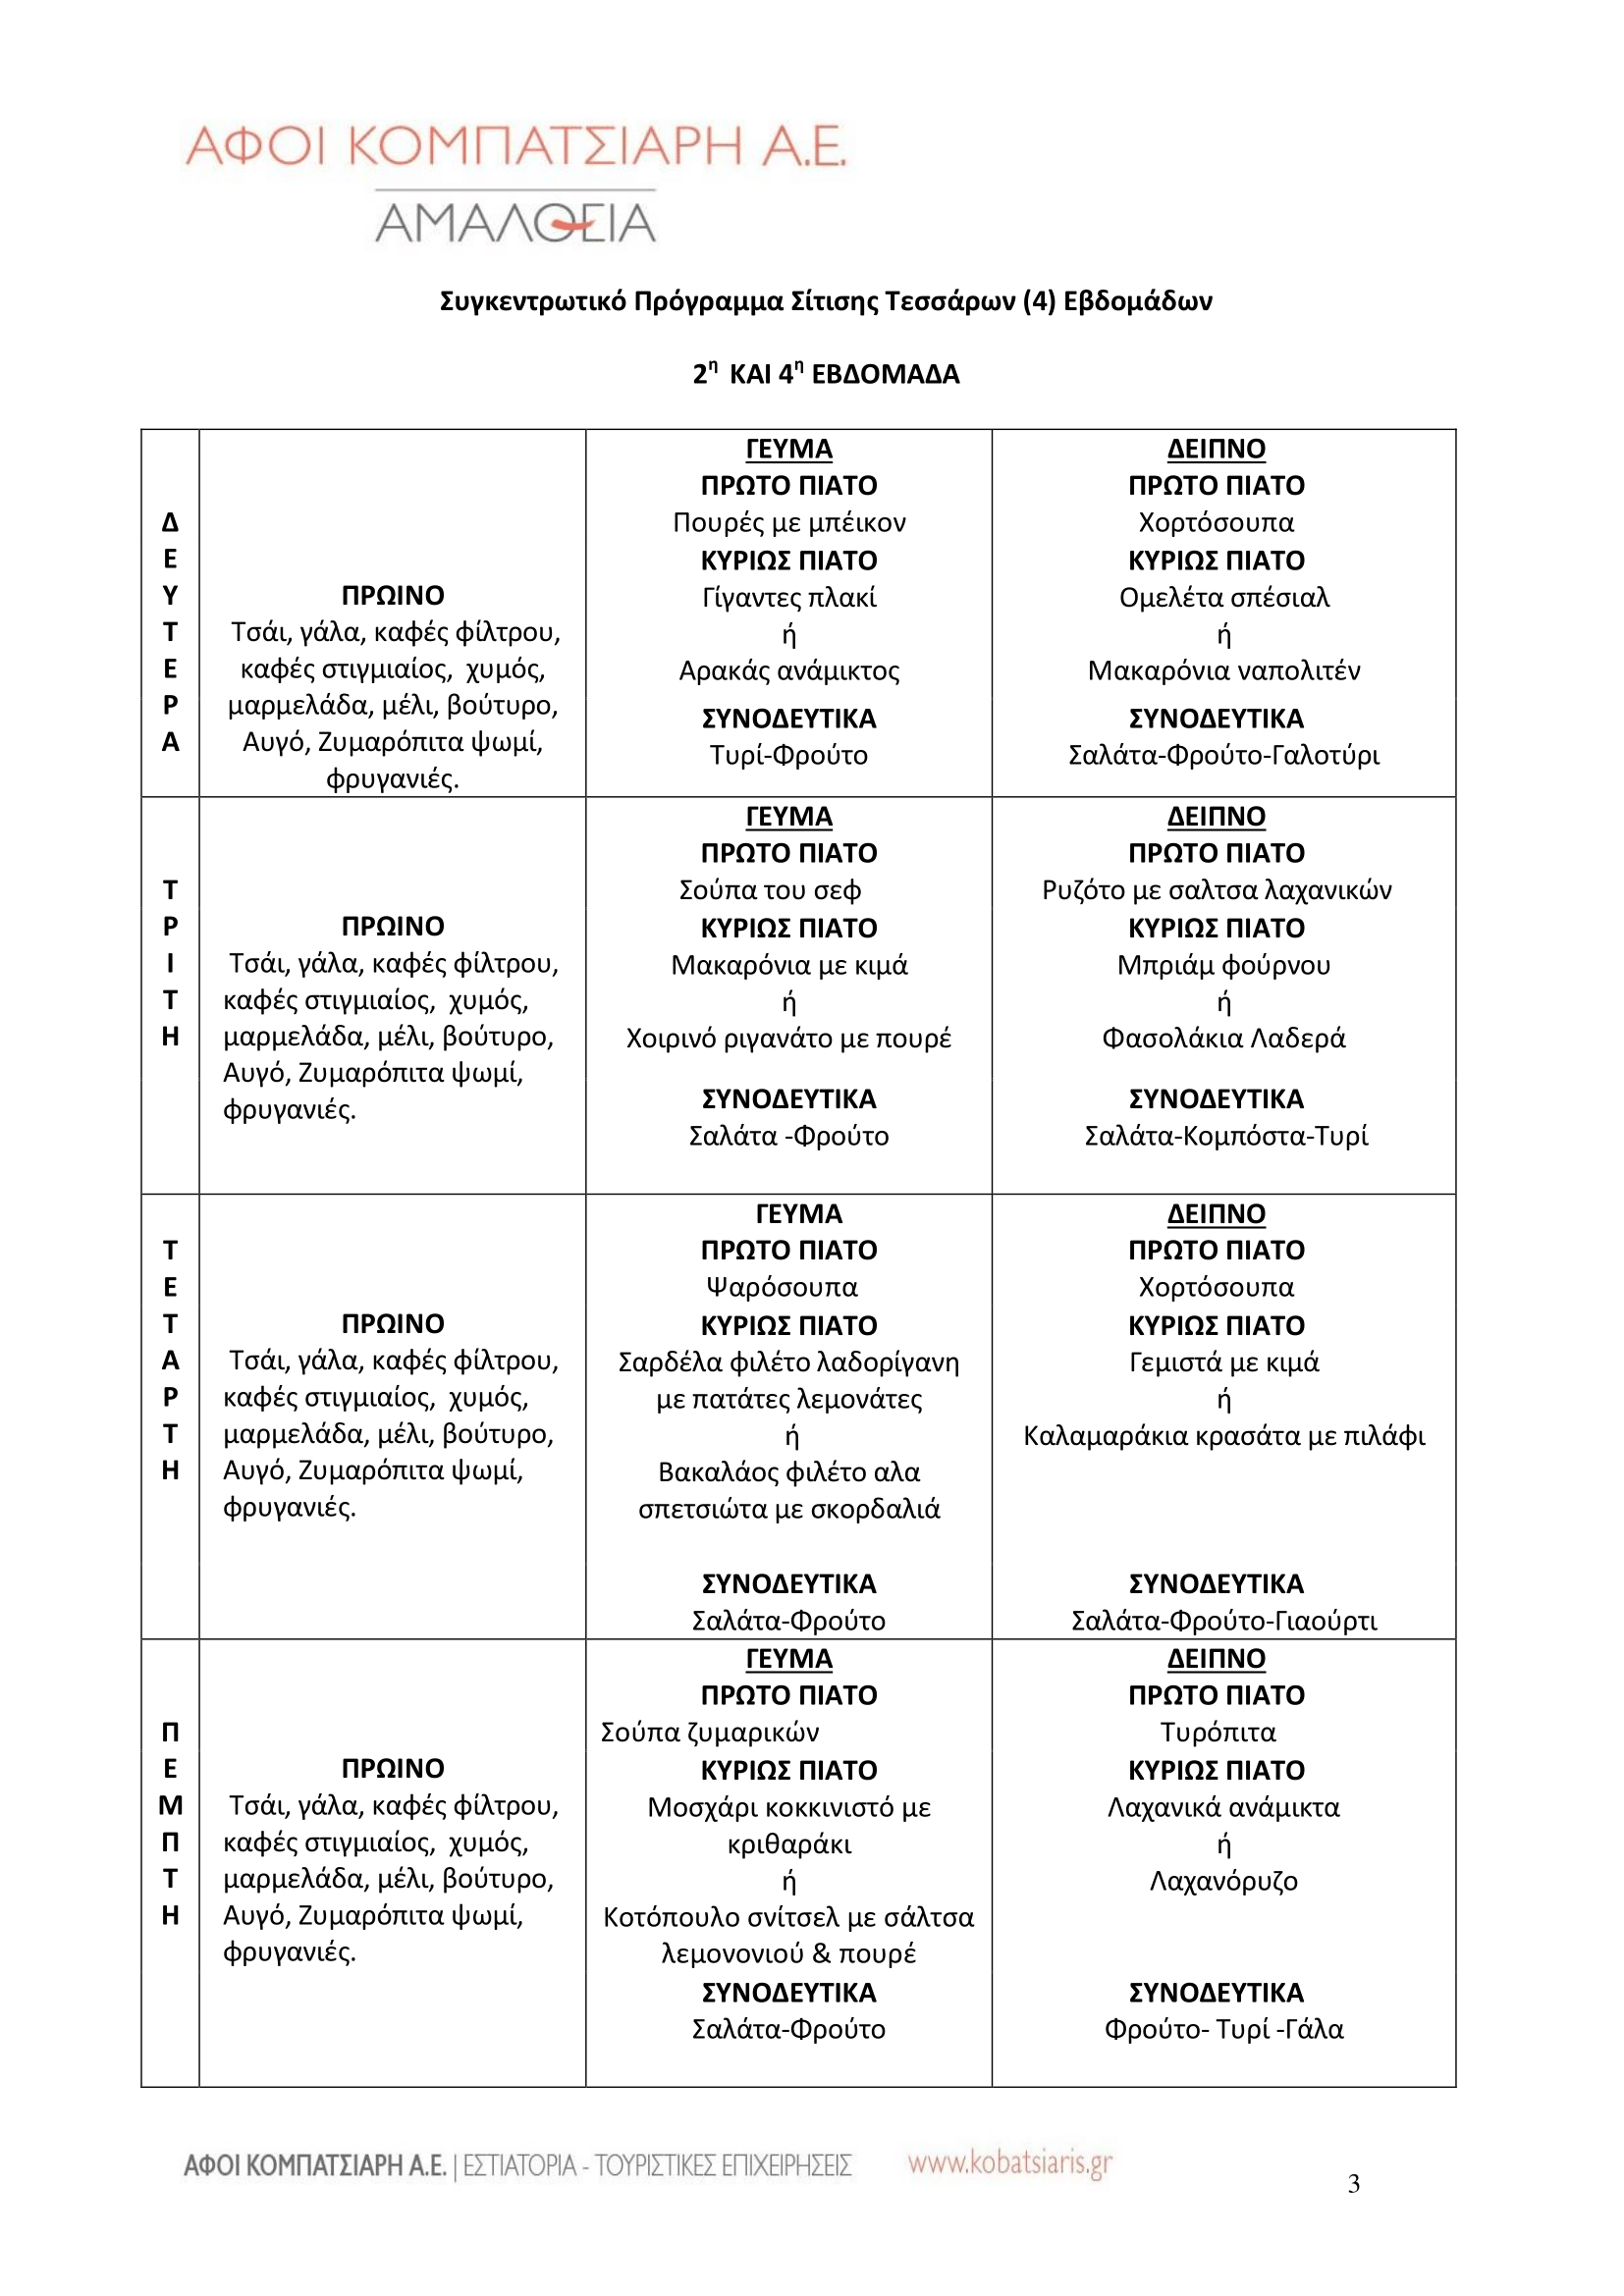 ΑΦΟΙ ΚΟΜΠΑΤΣΙΑΡΗ Α.Ε.
ΑΜΑΛΘΕΙΑ
Συγκεντρωτικό Πρόγραμμα Σίτισης Τεσσάρων (4) Εβδομάδων
2η ΚΑΙ 4η ΕΒΔΟΜΑΔΑ
Δ
Ε
Υ
Τ
Ε
Ρ
Α
ΠΡΩΙΝΟ
Τσάι, γάλα, καφές φίλτρου,
καφές στιγμιαίος, χυμός,
μαρμελάδα, μέλι, βούτυρο,
Αυγό, Ζυμαρόπιτα ψωμί,
φρυγανιές.
ΓΕΥΜΑ
ΠΡΩΤΟ ΠΙΑΤΟ
Πουρές με μπέικον
ΚΥΡΙΩΣ ΠΙΑΤΟ
Γίγαντες πλακί
ή
Αρακάς ανάμικτος
ΣΥΝΟΔΕΥΤΙΚΑ
Τυρί-Φρούτο
ΔΕΙΠΝΟ
ΠΡΩΤΟ ΠΙΑΤΟ
Χορτόσουπα
ΚΥΡΙΩΣ ΠΙΑΤΟ
Ομελέτα σπέσιαλ
ή
Μακαρόνια ναπολιτέν
ΣΥΝΟΔΕΥΤΙΚΑ
Σαλάτα-Φρούτο-Γαλοτύρι
Τ
Ρ
Ι
Τ
Η
ΠΡΩΙΝΟ
Τσάι, γάλα, καφές φίλτρου,
καφές στιγμιαίος, χυμός,
μαρμελάδα, μέλι, βούτυρο,
Αυγό, Ζυμαρόπιτα ψωμί,
φρυγανιές.
ΓΕΥΜΑ
ΠΡΩΤΟ ΠΙΑΤΟ
Σούπα του σεφ
ΚΥΡΙΩΣ ΠΙΑΤΟ
Μακαρόνια με κιμά
ή
Χοιρινό ριγανάτο με πουρέ
ΣΥΝΟΔΕΥΤΙΚΑ
Σαλάτα -Φρούτο
ΔΕΙΠΝΟ
ΠΡΩΤΟ ΠΙΑΤΟ
Ρυζότο με σαλτσα λαχανικών
ΚΥΡΙΩΣ ΠΙΑΤΟ
Μπριάμ φούρνου
ή
Φασολάκια Λαδερά
ΣΥΝΟΔΕΥΤΙΚΑ
Σαλάτα-Κομπόστα-Τυρί
Τ
Ε
Τ
Α
Ρ
Τ
Η
ΠΡΩΙΝΟ
Τσάι, γάλα, καφές φίλτρου,
καφές στιγμιαίος, χυμός,
μαρμελάδα, μέλι, βούτυρο,
Αυγό, Ζυμαρόπιτα ψωμί,
φρυγανιές.
ΓΕΥΜΑ
ΠΡΩΤΟ ΠΙΑΤΟ
Ψαρόσουπα
ΚΥΡΙΩΣ ΠΙΑΤΟ
Σαρδέλα φιλέτο λαδορίγανη
με πατάτες λεμονάτες
ή
Βακαλάος φιλέτο αλα
σπετσιώτα με σκορδαλιά
ΣΥΝΟΔΕΥΤΙΚΑ
Σαλάτα-Φρούτο
ΔΕΙΠΝΟ
ΠΡΩΤΟ ΠΙΑΤΟ
Χορτόσουπα
ΚΥΡΙΩΣ ΠΙΑΤΟ
Γεμιστά με κιμά
ή
Καλαμαράκια κρασάτα με πιλάφι
ΣΥΝΟΔΕΥΤΙΚΑ
Σαλάτα-Φρούτο-Γιαούρτι
Π
Ε
Μ
Π
Τ
Η
ΠΡΩΙΝΟ
Τσάι, γάλα, καφές φίλτρου,
καφές στιγμιαίος, χυμός,
μαρμελάδα, μέλι, βούτυρο,
Αυγό, Ζυμαρόπιτα ψωμί,
φρυγανιές.
ΓΕΥΜΑ
ΠΡΩΤΟ ΠΙΑΤΟ
Σούπα ζυμαρικών
ΚΥΡΙΩΣ ΠΙΑΤΟ
Μοσχάρι κοκκινιστό με
κριθαράκι
ή
Κοτόπουλο σνίτσελ με σάλτσα
λεμονονιού & πουρέ
ΣΥΝΟΔΕΥΤΙΚΑ
Σαλάτα-Φρούτο
ΔΕΙΠΝΟ
ΠΡΩΤΟ ΠΙΑΤΟ
Τυρόπιτα
ΚΥΡΙΩΣ ΠΙΑΤΟ
Λαχανικά ανάμικτα
ή
Λαχανόρυζο
ΣΥΝΟΔΕΥΤΙΚΑ
Φρούτο- Τυρί -Γάλα
ΑΦΟΙ ΚΟΜΠΑΤΣΙΑΡΗ Α.Ε. | ΕΣΤΙΑΤΟΡΙΑ - ΤΟΥΡΙΣΤΙΚΕΣ ΕΠΙΧΕΙΡΗΣΕΙΣ www.kobatsiaris.gr
3